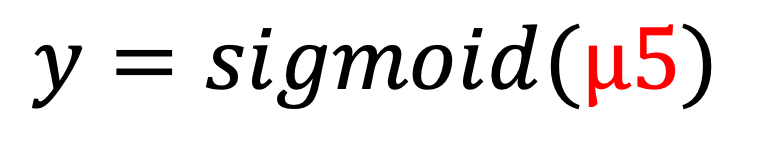 y = sigmoid(µ5)